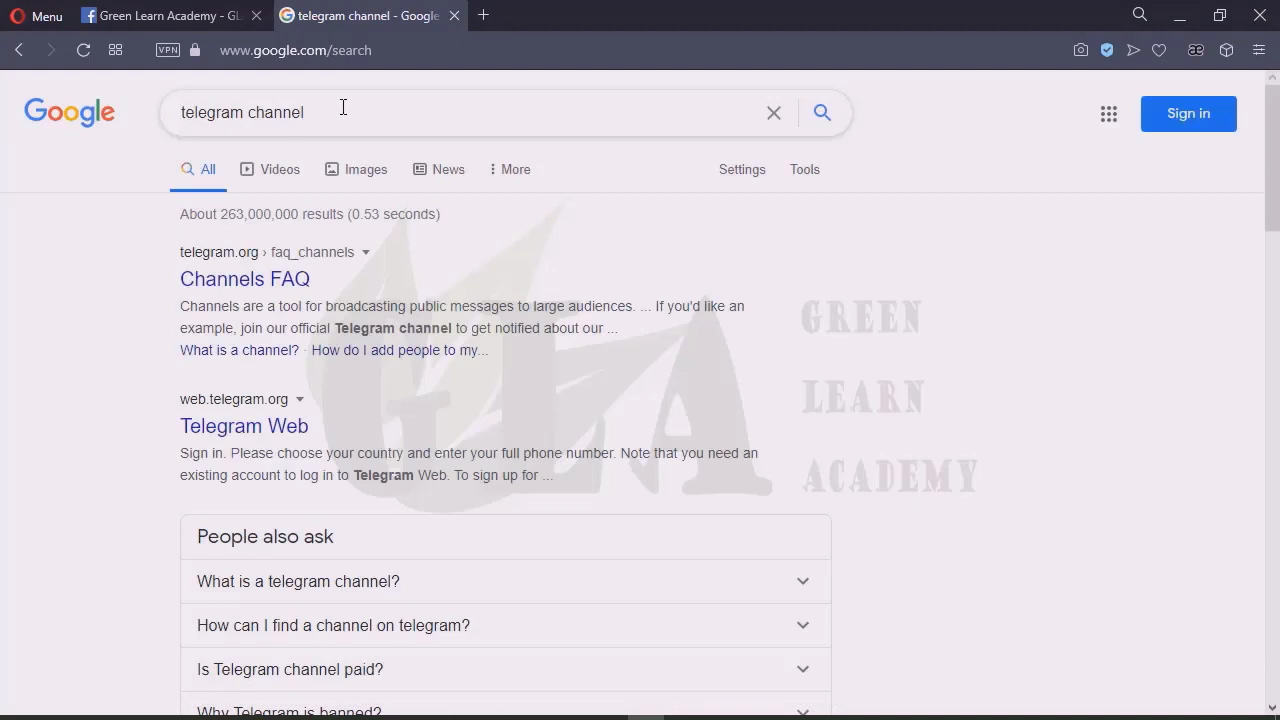 Menu
Green Learn Academy - GL
telegram channel - Google
VPN
www.google.com/search
Google
telegram channel
Sign in
All
Videos
Images
News
More
Settings
Tools
About 263,000,000 results (0.53 seconds)
telegram.org › faq_channels
Channels FAQ
Channels are a tool for broadcasting public messages to large audiences. ... If you'd like an
example, join our official Telegram channel to get notified about our ...
What is a channel? · How do I add people to my...
web.telegram.org
Telegram Web
Sign in. Please choose your country and enter your full phone number. Note that you need an
existing account to log in to Telegram Web. To sign up for ...
People also ask
What is a telegram channel?
How can I find a channel on telegram?
Is Telegram channel paid?
Why Telegram is banned?
GLA
GREEN
LEARN
ACADEMY